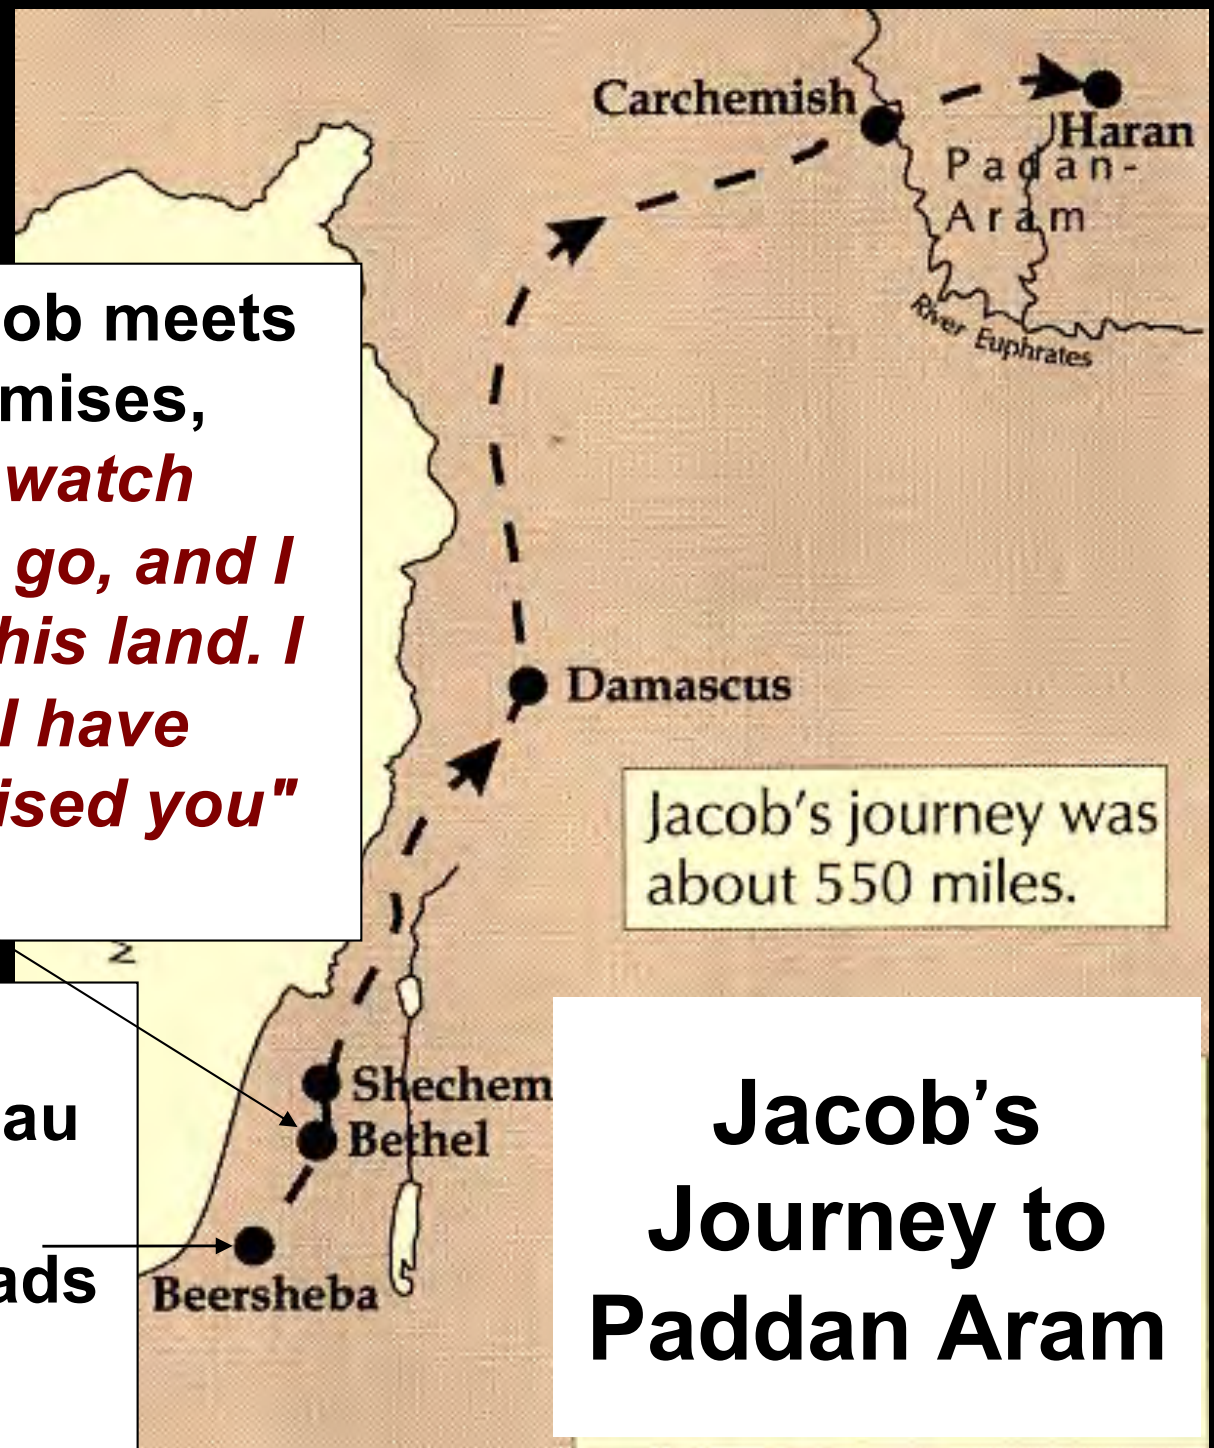 Carchemish
Haran
Padan-
Aram
River Euphrates
ob meets
mises,
watch
go, and I
his land. I
I have
ised you"
Damascus
Jacob's journey was
about 550 miles.
Shechem
Bethel
au
ads
Beersheba
Jacob’s
Journey to
Paddan Aram